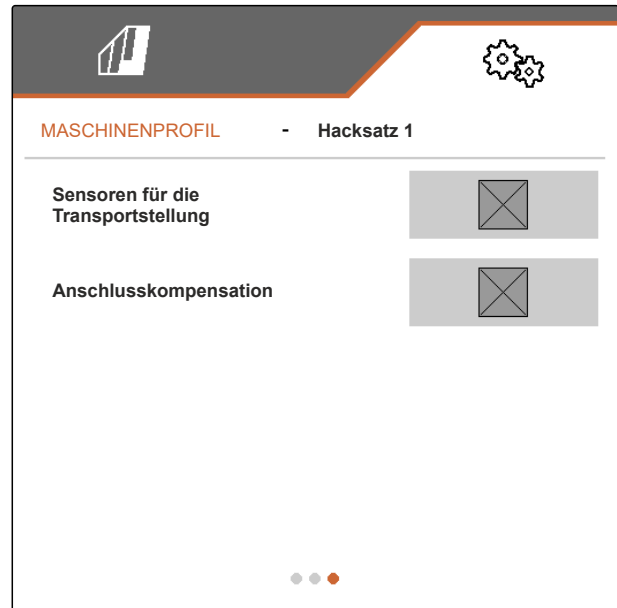 MASCHINENPROFIL - Hacksatz 1
Sensoren für die
Transportstellung
Anschlusskompensation